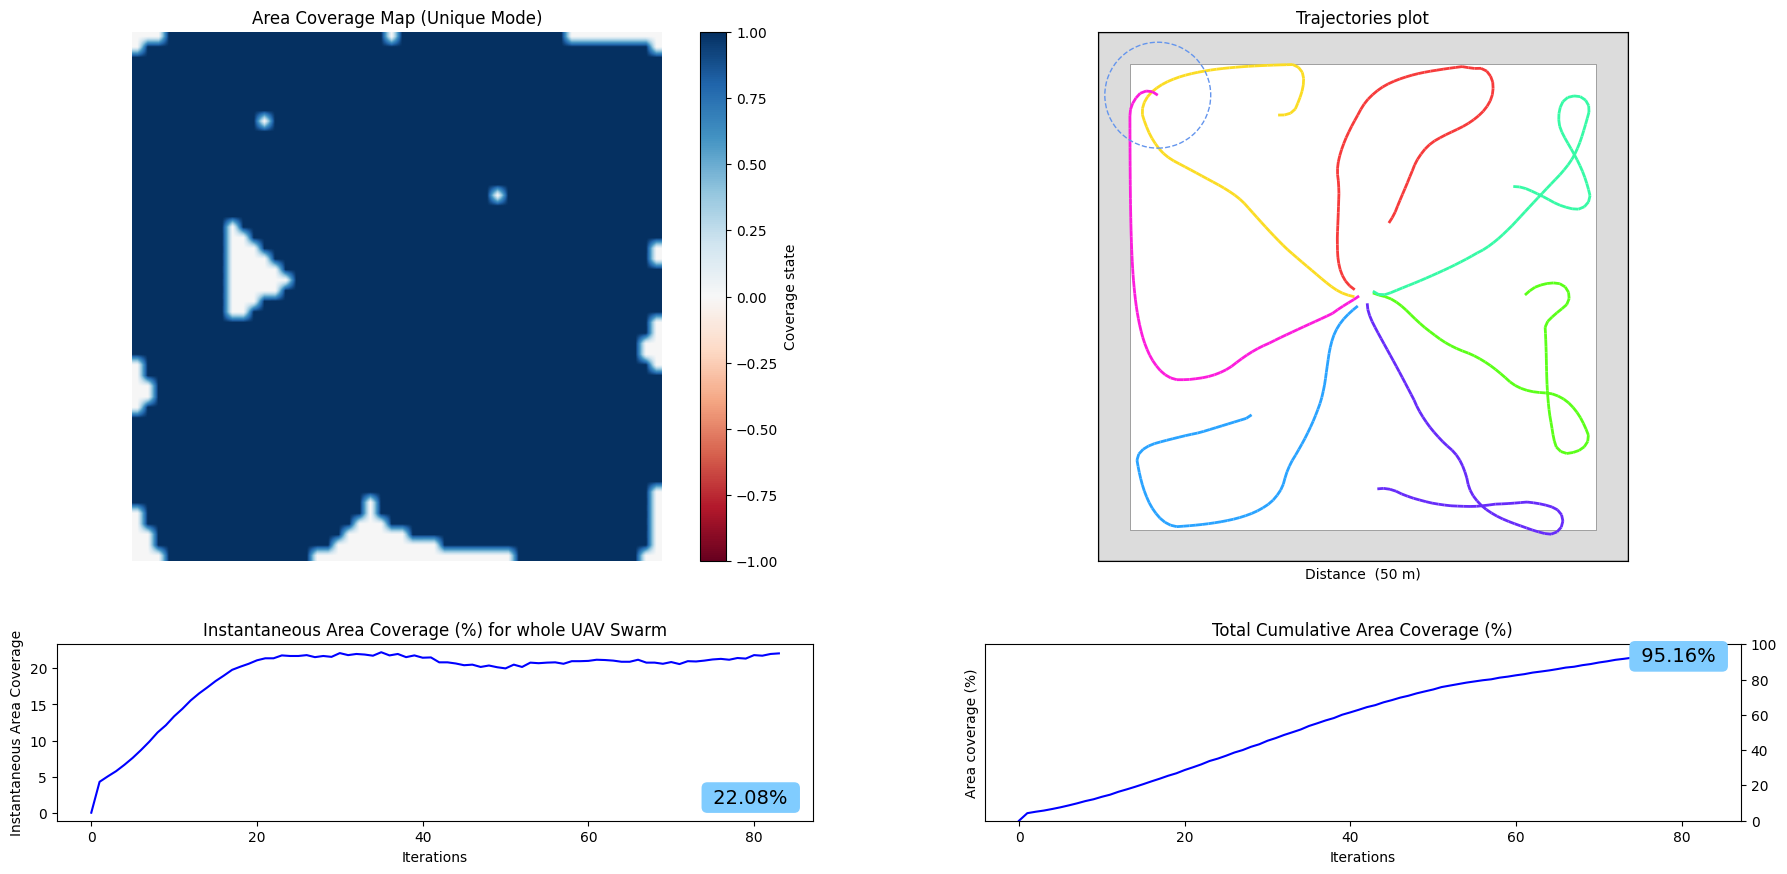 Area Coverage Map (Unique Mode)
1.00
0.75
0.50
0.25
0.00
−0.25
−0.50
−0.75
−1.00
Coverage state
Trajectories plot
Distance  (50 m)
Instantaneous Area Coverage (%) for whole UAV Swarm
Instantaneous Area Coverage
20
15
10
5
0
22.08%
0 20 40 60 80
Iterations
Total Cumulative Area Coverage (%)
Area coverage (%)
95.16%
100
80
60
40
20
0
0 20 40 60 80
Iterations